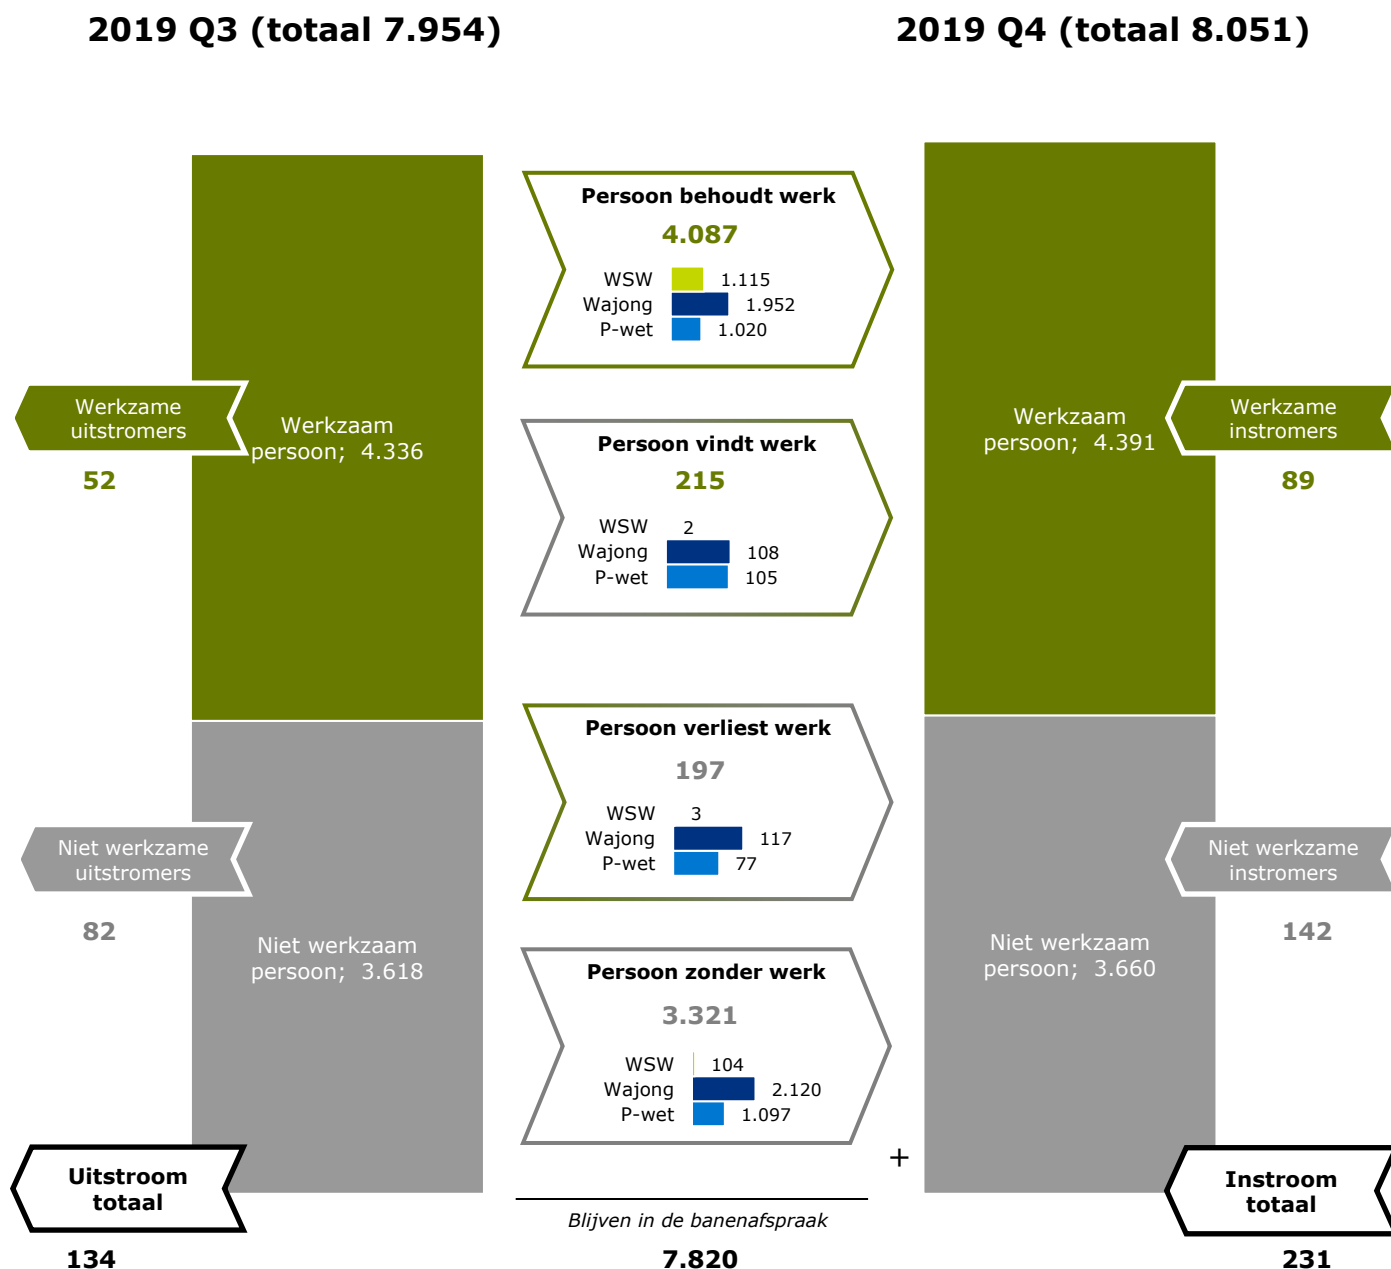 2019 Q3 (totaal 7.954)
2019 Q4 (totaal 8.051)
Persoon behoudt werk
4.087
WSW 1.115
Wajong 1.952
P-wet 1.020
Werkzame
uitstromers
52
Werkzaam
persoon; 4.336
Persoon vindt werk
215
WSW 2
Wajong 108
P-wet 105
Werkzaam
persoon; 4.391
Werkzame
instromers
89
Persoon verliest werk
197
WSW 3
Wajong 117
P-wet 77
Niet werkzame
uitstromers
82
Niet werkzaam
persoon; 3.618
Persoon zonder werk
3.321
WSW 104
Wajong 2.120
P-wet 1.097
Niet werkzaam
persoon; 3.660
Niet werkzame
instromers
142
+
Uitstroom
totaal
134
Blijven in de banenafspraak
7.820
Instroom
totaal
231